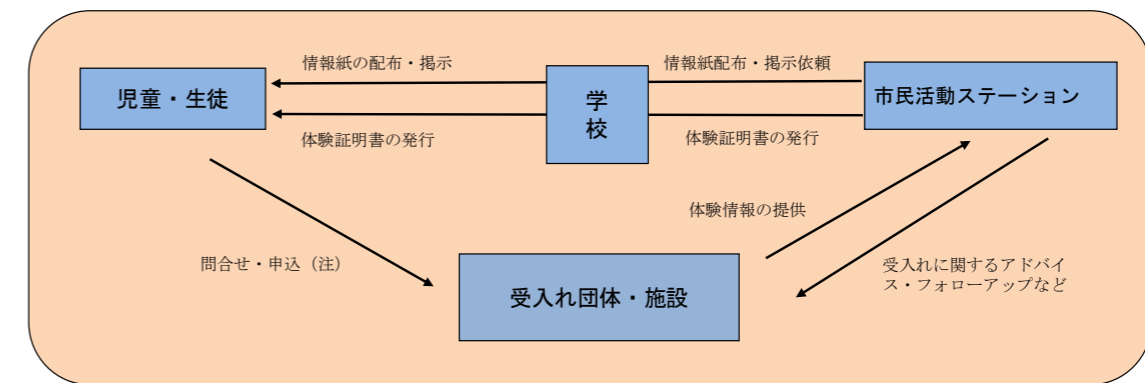 情報紙の配布・掲示
情報紙配布・掲示依頼
児童・生徒
学
校
市民活動ステーション
体験証明書の発行
体験証明書の発行
体験情報の提供
問合せ・申込（注）
受入れに関するアドバイ
ス・フォローアップなど
受入れ団体・施設